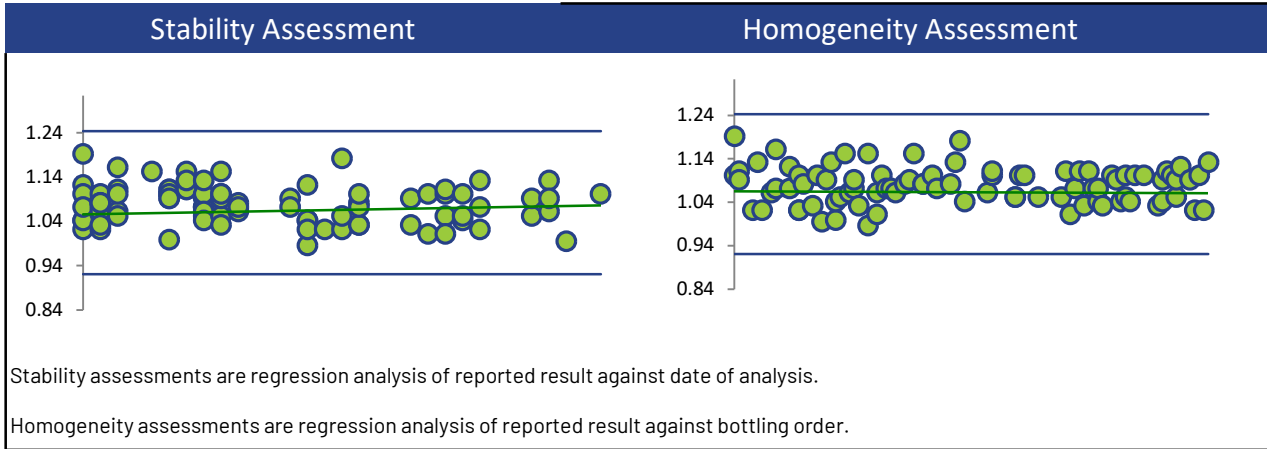 Stability Assessment
Homogeneity Assessment
1.24
1.14
1.04
0.94
0.84
1.24
1.14
1.04
0.94
0.84
Stability assessments are regression analysis of reported result against date of analysis.
Homogeneity assessments are regression analysis of reported result against bottling order.